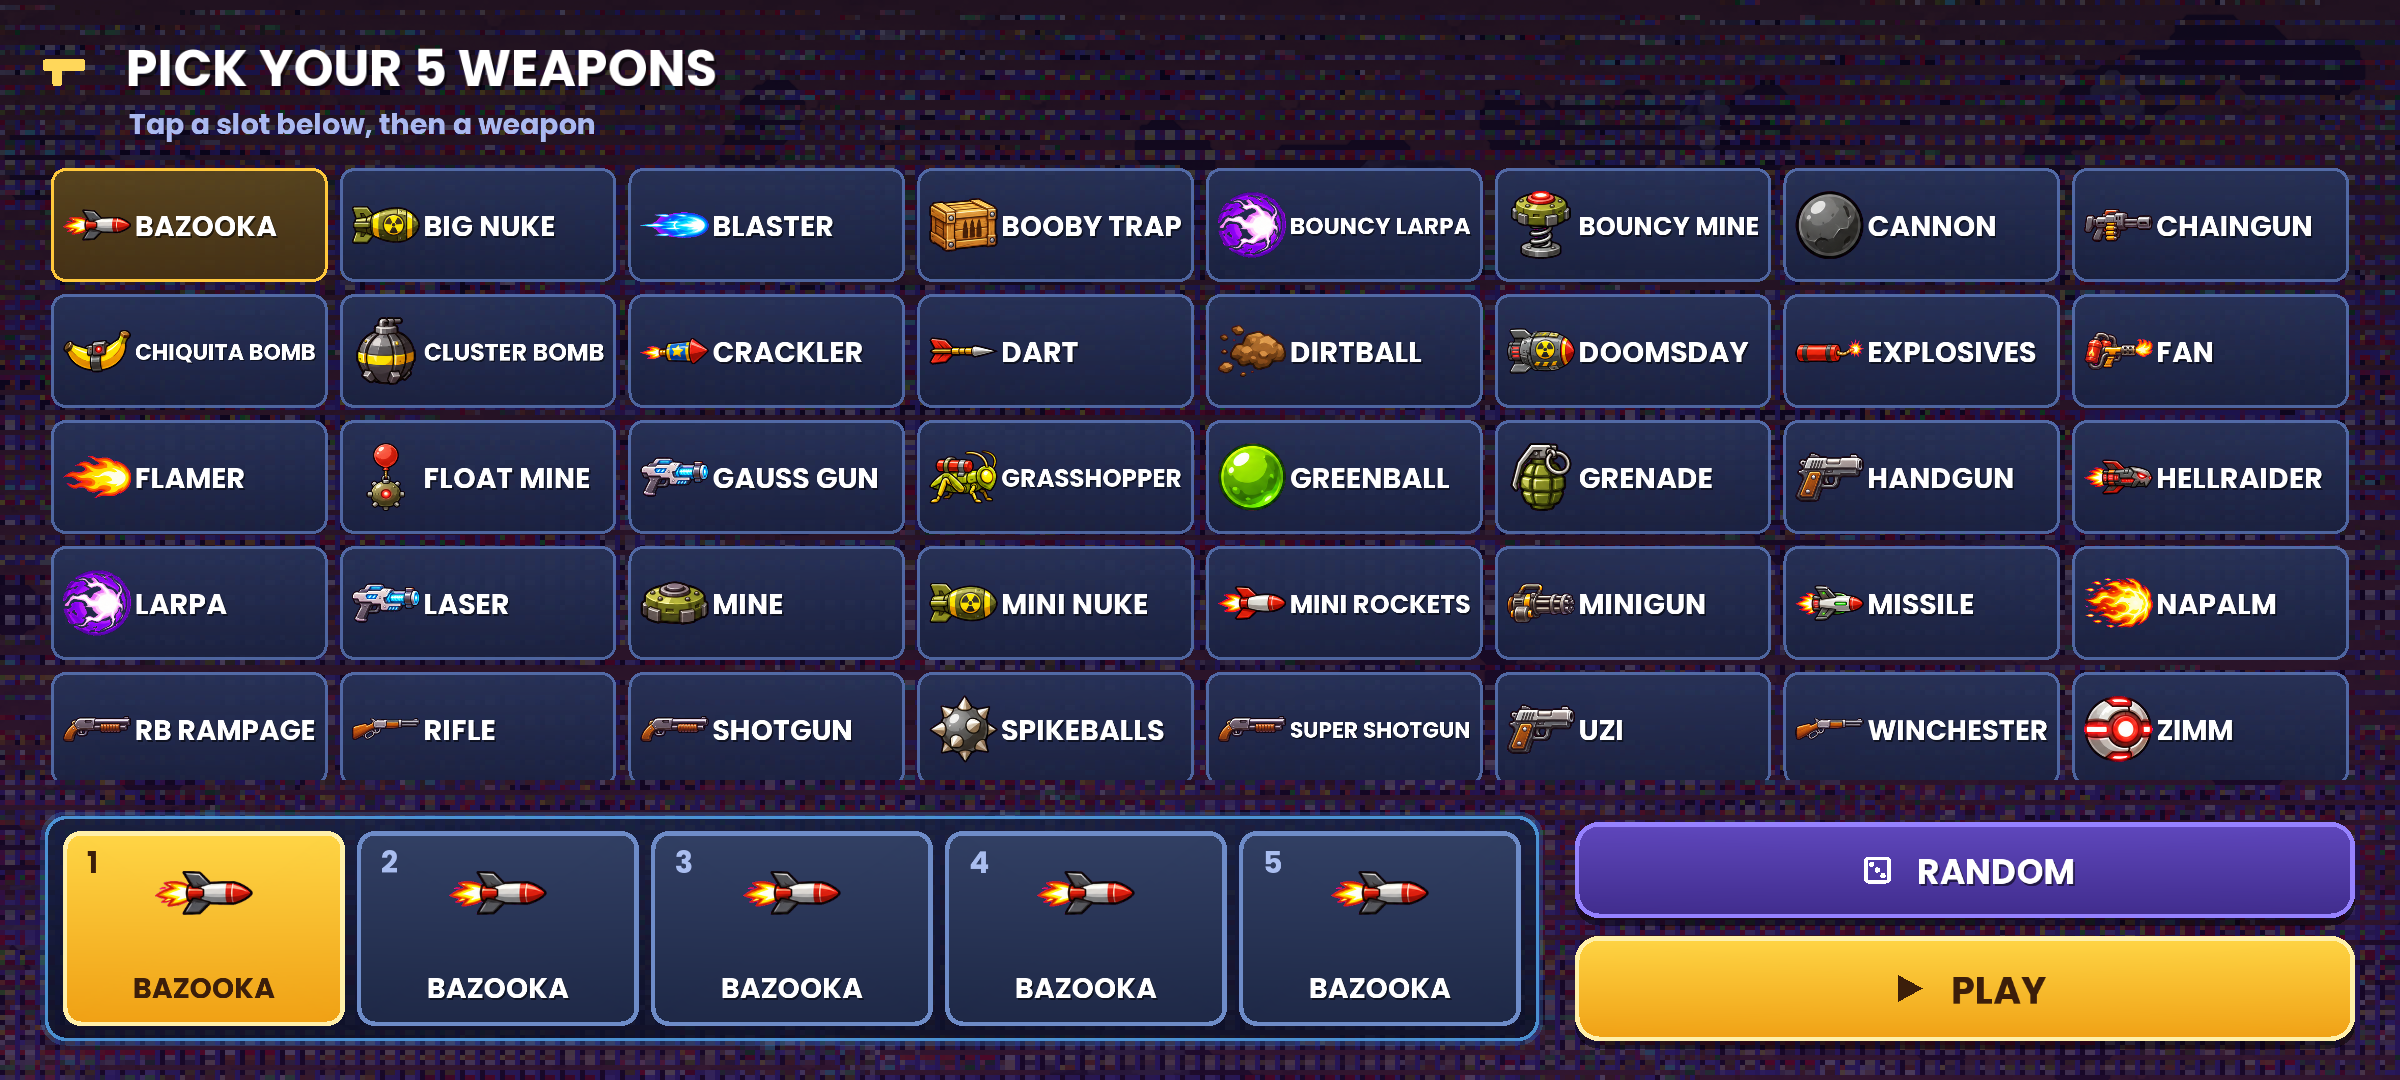 PICK YOUR 5 WEAPONS
Tap a slot below, then a weapon
BAZOOKA
BIG NUKE
BLASTER
BOOBY TRAP
BOUNCY LARPA
BOUNCY MINE
CANNON
CHAINGUN
CHIQUITA BOMB
CLUSTER BOMB
CRACKLER
DART
DIRTBALL
DOOMSDAY
EXPLOSIVES
FAN
FLAMER
FLOAT MINE
GAUSS GUN
GRASSHOPPER
GREENBALL
GRENADE
HANDGUN
HELLRAIDER
LARPA
LASER
MINE
MINI NUKE
MINI ROCKETS
MINIGUN
MISSILE
NAPALM
RB RAMPAGE
RIFLE
SHOTGUN
SPIKEBALLS
SUPER SHOTGUN
UZI
WINCHESTER
ZIMM
1
BAZOOKA
2
BAZOOKA
3
BAZOOKA
4
BAZOOKA
5
BAZOOKA
RANDOM
PLAY